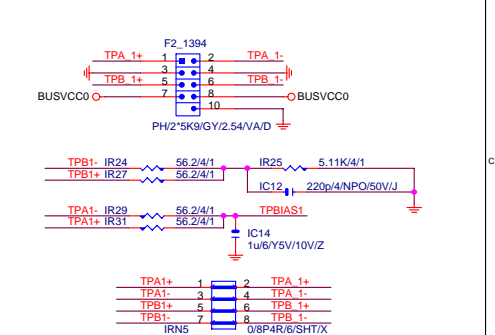 F2_1394
TPA_1+ 1 2 TPA_1-
3 4
TPB_1+ 5 6 TPB_1-
BUSVCC0 7 8 BUSVCC0
10
PH/2*5K9/GY/2.54/VA/D
TPB1- IR24 56.2/4/1 IR25 5.11K/4/1
TPB1+ IR27 56.2/4/1
IC12 220p/4/NPO/50V/J
C
TPA1- IR29 56.2/4/1 TPBIAS1
TPA1+ IR31 56.2/4/1
IC14
1u/6/Y5V/10V/Z
TPA1+ 1 2 TPA_1+
TPA1- 3 4 TPA_1-
TPB1+ 5 6 TPB_1+
TPB1- 7 8 TPB_1-
IRN5 0/8P4R/6/SHT/X